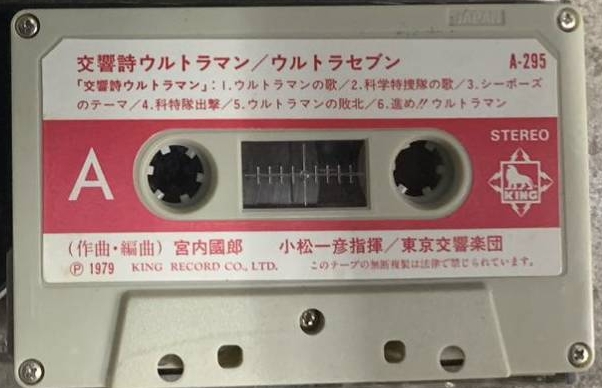 JAPAN
交響詩ウルトラマン／ウルトラセブン
A-295
「交響詩ウルトラマン」：1.ウルトラマンの歌／2.科学特捜隊の歌／3.シーボーズ
のテーマ／4.科特隊出撃／5.ウルトラマンの敗北／6.進め!!ウルトラマン
STEREO
A
KING
（作曲・編曲）宮内國郎 小松一彦指揮／東京交響楽団
Ⓟ 1979 KING RECORD CO., LTD. このテープの無断複製は法律で禁じられています。